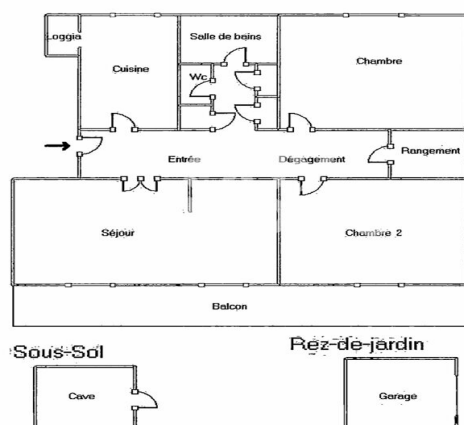 Loggia
Cuisine
Salle de bains
Wc
Chambre
Entrée
Dégagement
Rangement
Séjour
Chambre 2
Balcon
Sous-Sol
Rez-de-jardin
Cave
Garage